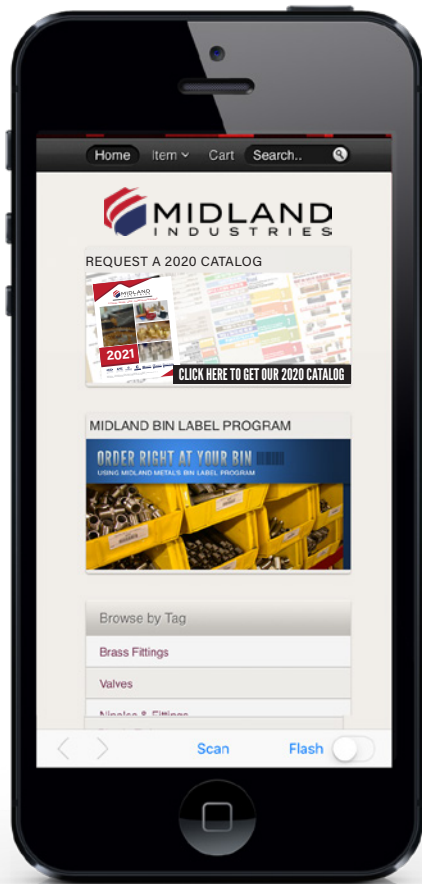 Home Item Cart Search..
MIDLAND
INDUSTRIES
REQUEST A 2020 CATALOG
MIDLAND
2021
CLICK HERE TO GET OUR 2020 CATALOG
MIDLAND BIN LABEL PROGRAM
ORDER RIGHT AT YOUR BIN
USING MIDLAND METAL'S BIN LABEL PROGRAM
Browse by Tag
Brass Fittings
Valves
Nipples & Fittings
Scan Flash